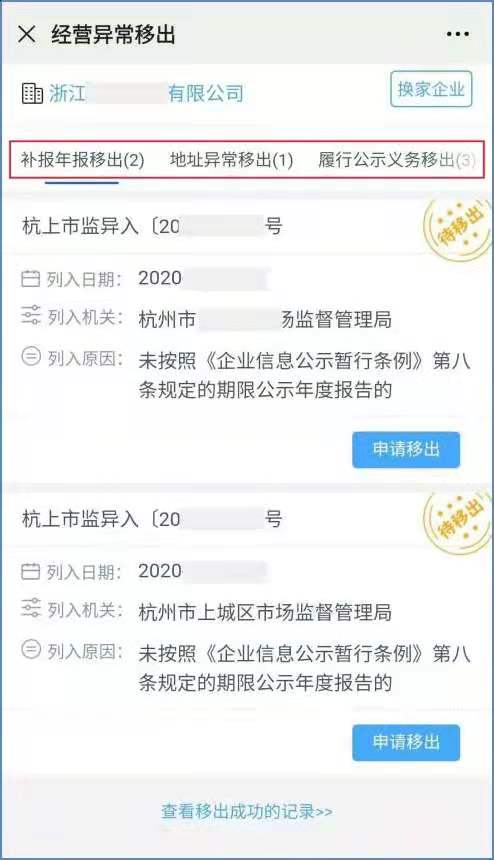 经营异常移出
浙江 有限公司
换家企业
补报年报移出(2) 地址异常移出(1) 履行公示义务移出(3)
杭上市监异入〔20 号
待移出
列入日期： 2020
列入机关： 杭州市 场监督管理局
列入原因： 未按照《企业信息公示暂行条例》第八
条规定的期限公示年度报告的
申请移出
杭上市监异入〔20 号
待移出
列入日期： 2020
列入机关： 杭州市上城区市场监督管理局
列入原因： 未按照《企业信息公示暂行条例》第八
条规定的期限公示年度报告的
申请移出
查看移出成功的记录>>